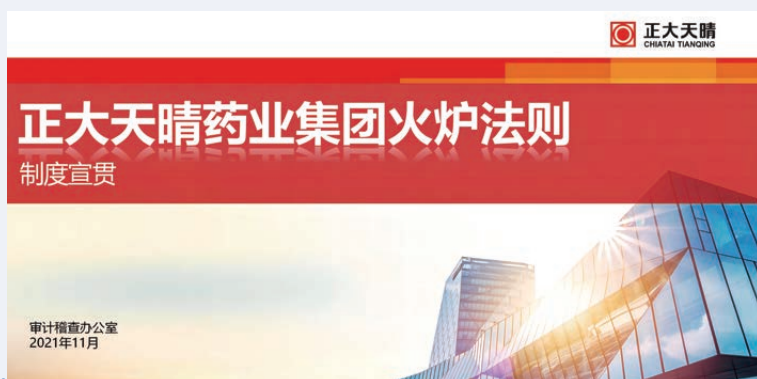 正大天晴
CHIATAI TIANQING
正大天晴药业集团火炉法则
制度宣贯
审计稽查办公室
2021年11月